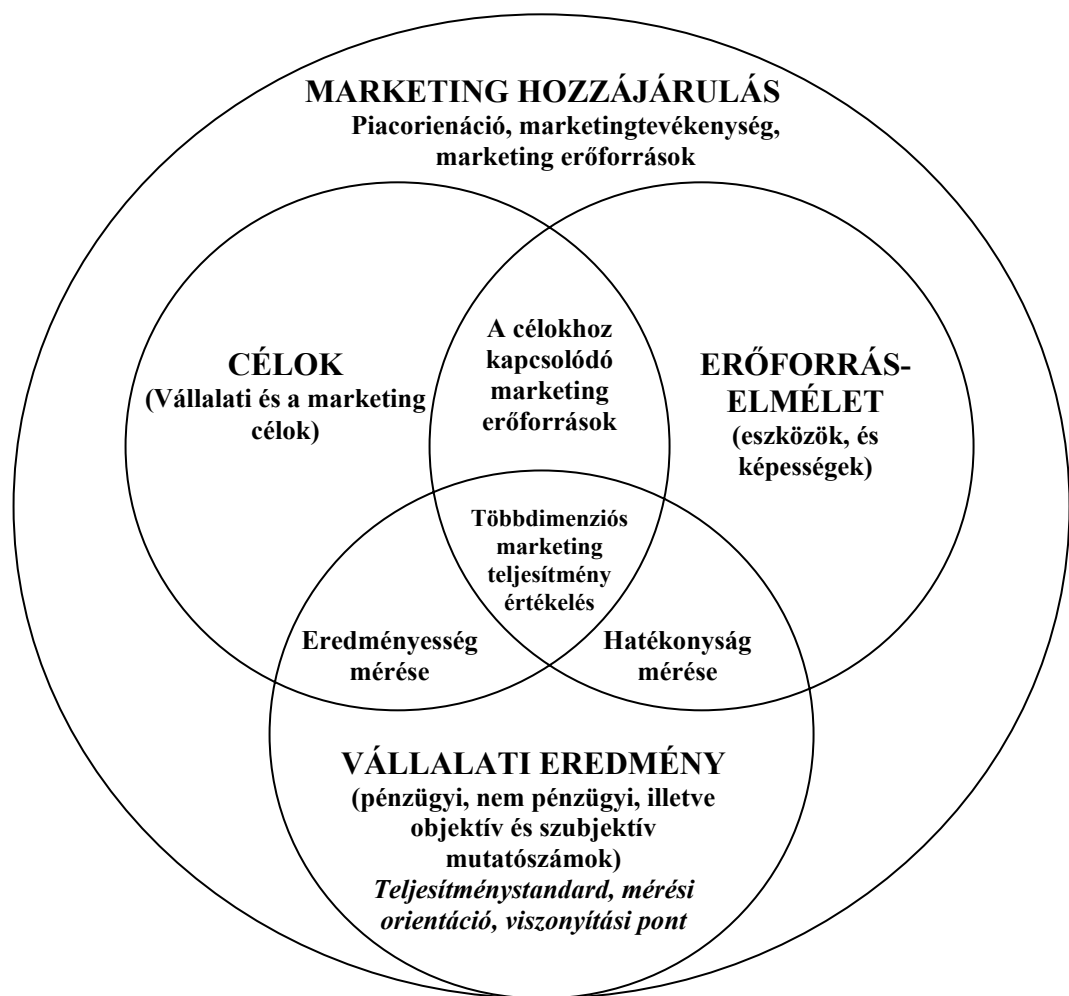 MARKETING HOZZÁJÁRULÁS
Piacorienáció, marketingtevékenység,
marketing erőforrások
CÉLOK
(Vállalati és a marketing
célok)
A célokhoz
kapcsolódó
marketing
erőforrások
ERŐFORRÁS-
ELMÉLET
(eszközök, és
képességek)
Többdimenziós
marketing
teljesítmény
értékelés
Eredményesség
mérése
Hatékonyság
mérése
VÁLLALATI EREDMÉNY
(pénzügyi, nem pénzügyi, illetve
objektív és szubjektív
mutatószámok)
Teljesítménystandard, mérési
orientáció, viszonyítási pont